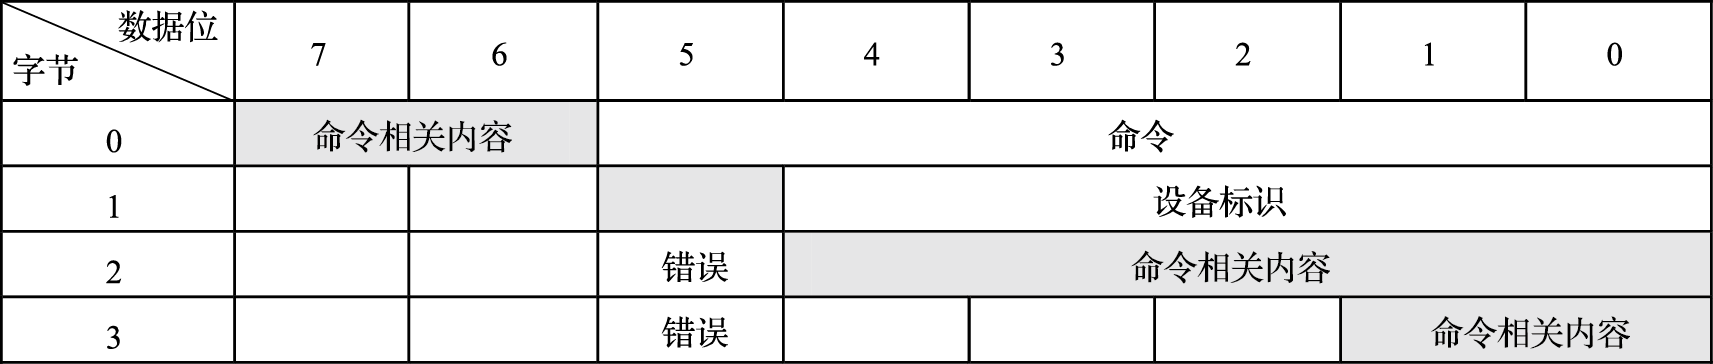 数据位
字节 7 6 5 4 3 2 1 0
0 命令相关内容 命令
1 设备标识
2 错误 命令相关内容
3 错误 命令相关内容